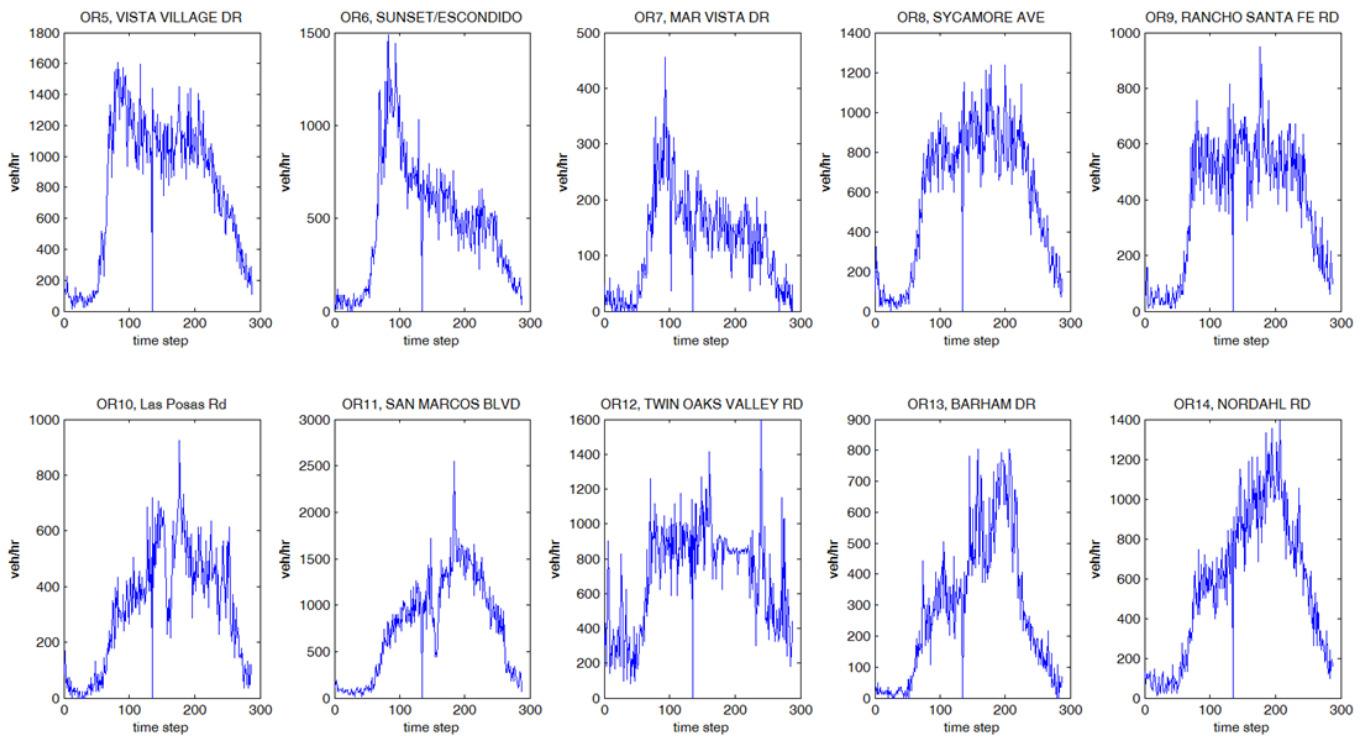 OR5, VISTA VILLAGE DR
1800
1600
1400
1200
1000
800
600
400
200
0
veh/hr
0 100 200 300
time step
OR6, SUNSET/ESCONDIDO
1500
1000
500
0
veh/hr
0 100 200 300
time step
OR7, MAR VISTA DR
500
400
300
200
100
0
veh/hr
0 100 200 300
time step
OR8, SYCAMORE AVE
1400
1200
1000
800
600
400
200
0
veh/hr
0 100 200 300
time step
OR9, RANCHO SANTA FE RD
1000
800
600
400
200
0
veh/hr
0 100 200 300
time step
OR10, Las Posas Rd
1000
800
600
400
200
0
veh/hr
0 100 200 300
time step
OR11, SAN MARCOS BLVD
3000
2500
2000
1500
1000
500
0
veh/hr
0 100 200 300
time step
OR12, TWIN OAKS VALLEY RD
1600
1400
1200
1000
800
600
400
200
0
veh/hr
0 100 200 300
time step
OR13, BARHAM DR
900
800
700
600
500
400
300
200
100
0
veh/hr
0 100 200 300
time step
OR14, NORDAHL RD
1400
1200
1000
800
600
400
200
0
veh/hr
0 100 200 300
time step